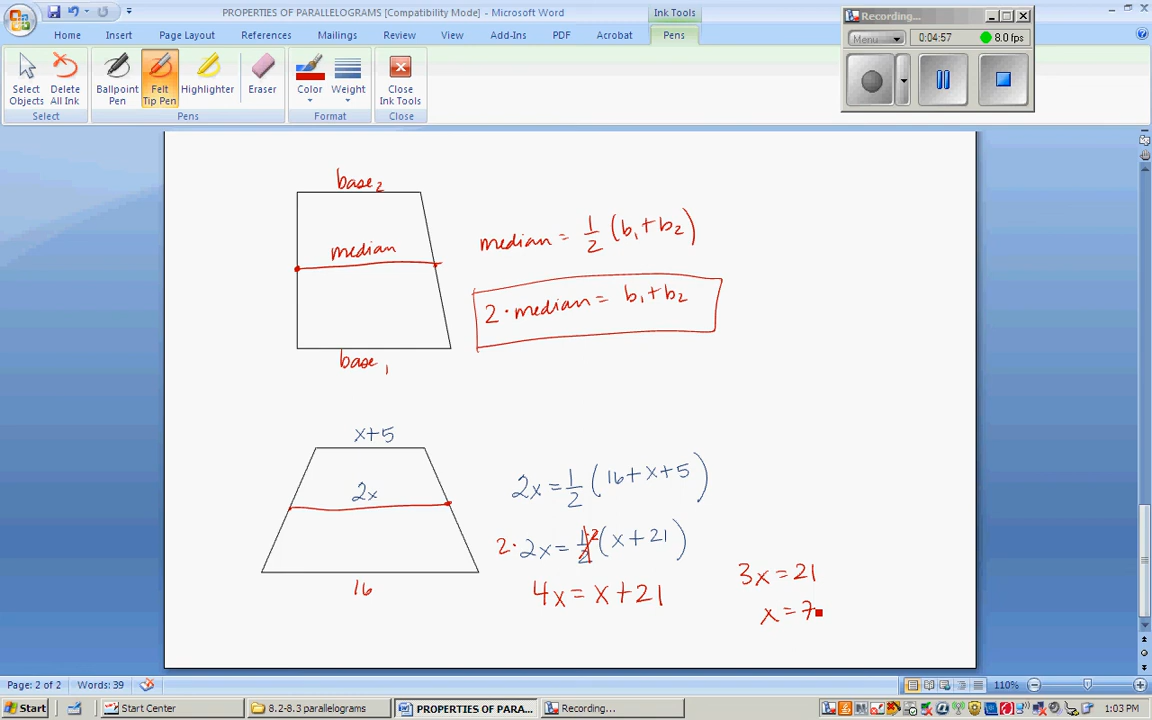 PROPERTIES OF PARALLELOGRAMS [Compatibility Mode] - Microsoft Word
Ink Tools
Recording...
Home Insert Page Layout References Mailings Review View Add-Ins PDF Acrobat Pens
Menu 0:04:57 8.0 fps
Select Objects
Delete All Ink
Ballpoint Pen
Felt Tip Pen
Highlighter
Eraser
Color
Weight
Close Ink Tools
Select Pens Format Close
base2
median = 1/2 (b1+b2)
median
2·median = b1+b2
base1
x+5
2x = 1/2 (16+x+5)
2x
2·2x = 1/2 ·2 (x+21)
3x=21
16
4x = x+21
x=7
Page: 2 of 2 Words: 39 110%
Start Start Center 8.2-8.3 parallelograms PROPERTIES OF PARA... Recording... 1:03 PM